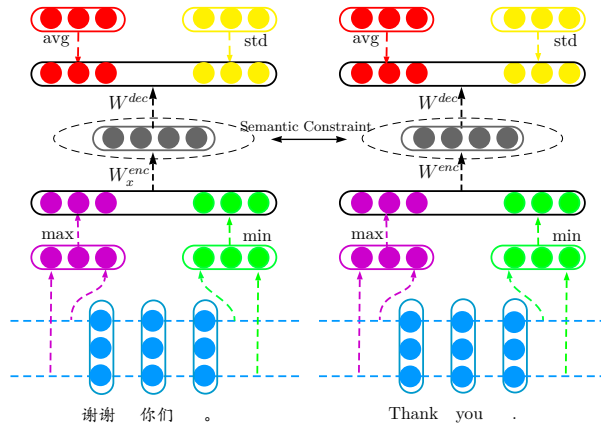 avg std avg std
W^{dec} W^{dec}
Semantic Constraint
W_x^{enc} W^{enc}
max min max min
谢谢 你们 。 Thank you .